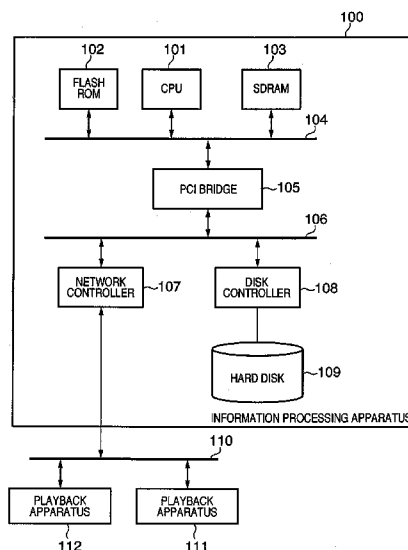 100
102
101
103
FLASH
ROM
CPU
SDRAM
104
PCI BRIDGE
105
106
NETWORK
CONTROLLER
107
DISK
CONTROLLER
108
HARD DISK
109
INFORMATION PROCESSING APPARATUS
110
PLAYBACK
APPARATUS
PLAYBACK
APPARATUS
112
111